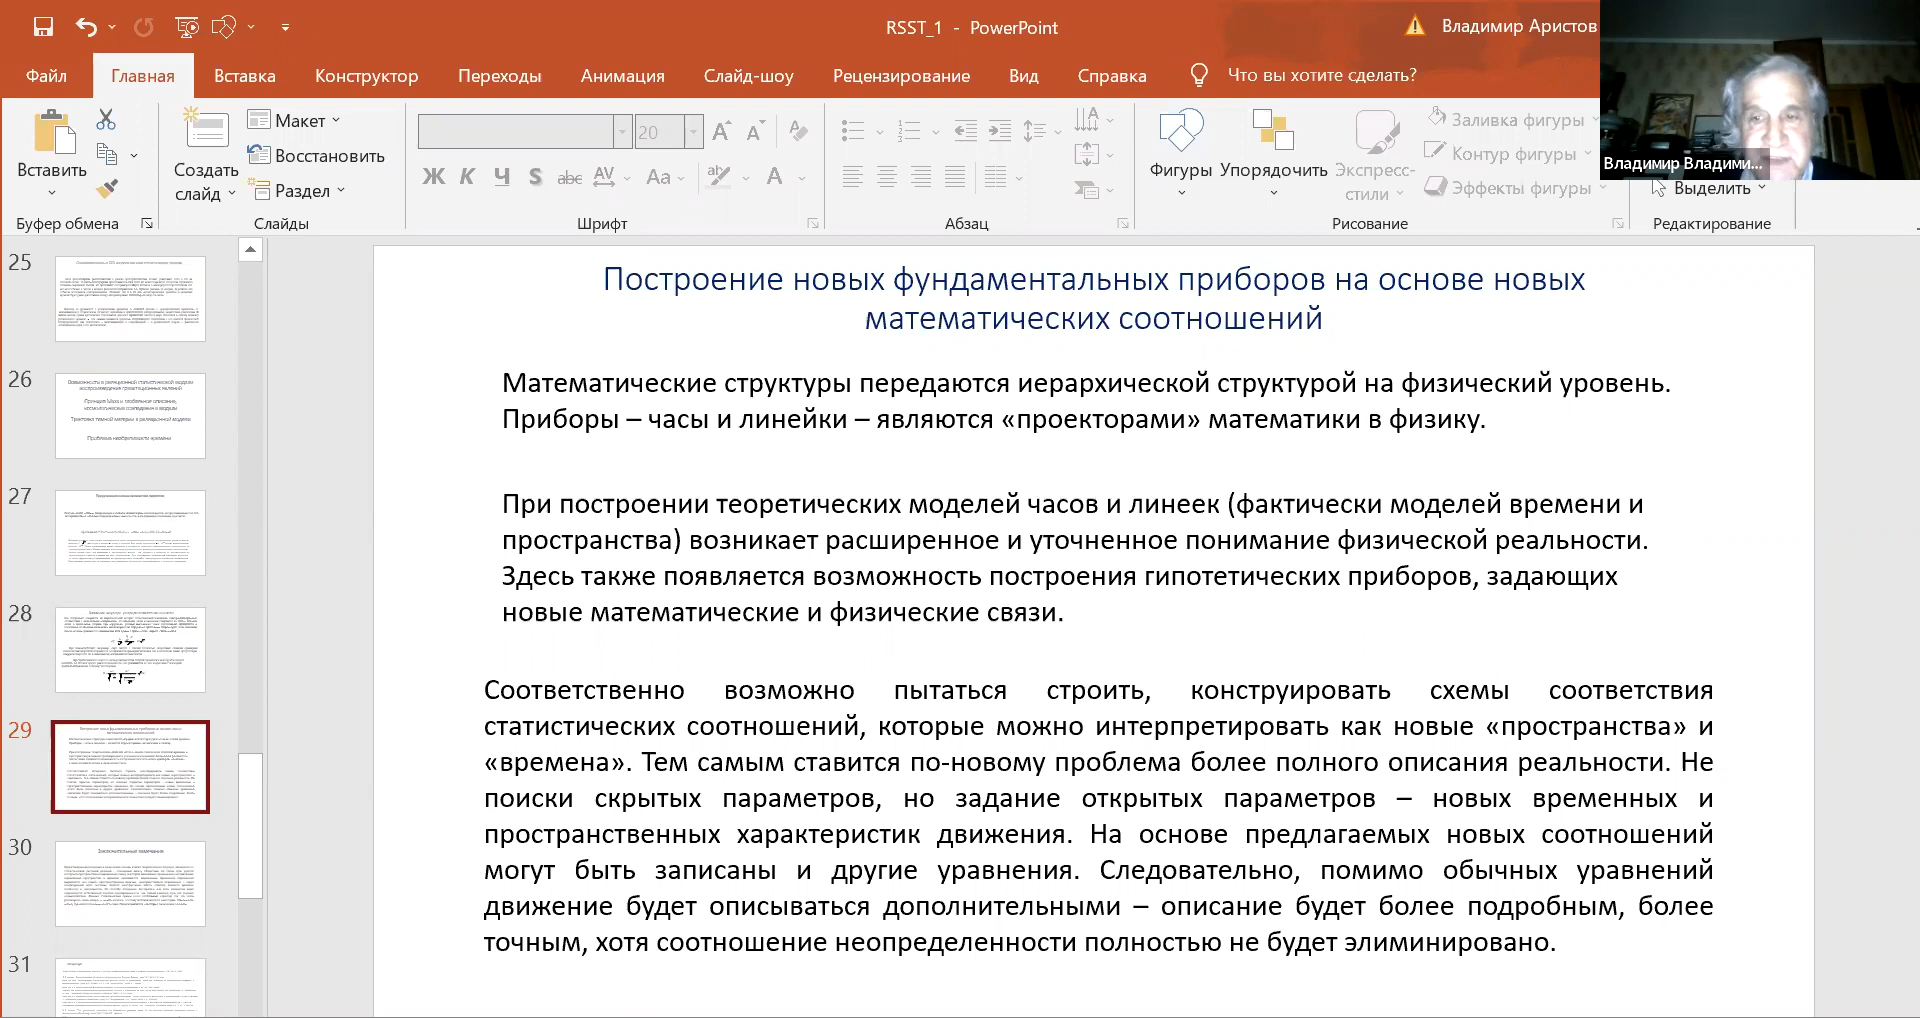 RSST_1 - PowerPoint
Владимир Аристов
Файл
Главная
Вставка
Конструктор
Переходы
Анимация
Слайд-шоу
Рецензирование
Вид
Справка
Что вы хотите сделать?
Вставить
Буфер обмена
Создать
слайд
Макет
Восстановить
Раздел
Слайды
20
Ж К Ч S abc AV Aa A
Шрифт
Абзац
Фигуры
Упорядочить
Экспресс-
стили
Заливка фигуры
Контур фигуры
Эффекты фигуры
Рисование
Владимир Владими...
Выделить
Редактирование
25
26
27
28
29
30
31
Построение новых фундаментальных приборов на основе новых
математических соотношений
Математические структуры передаются иерархической структурой на физический уровень.
Приборы – часы и линейки – являются «проекторами» математики в физику.
При построении теоретических моделей часов и линеек (фактически моделей времени и
пространства) возникает расширенное и уточненное понимание физической реальности.
Здесь также появляется возможность построения гипотетических приборов, задающих
новые математические и физические связи.
Соответственно возможно пытаться строить, конструировать схемы соответствия
статистических соотношений, которые можно интерпретировать как новые «пространства» и
«времена». Тем самым ставится по-новому проблема более полного описания реальности. Не
поиски скрытых параметров, но задание открытых параметров – новых временных и
пространственных характеристик движения. На основе предлагаемых новых соотношений
могут быть записаны и другие уравнения. Следовательно, помимо обычных уравнений
движение будет описываться дополнительными – описание будет более подробным, более
точным, хотя соотношение неопределенности полностью не будет элиминировано.